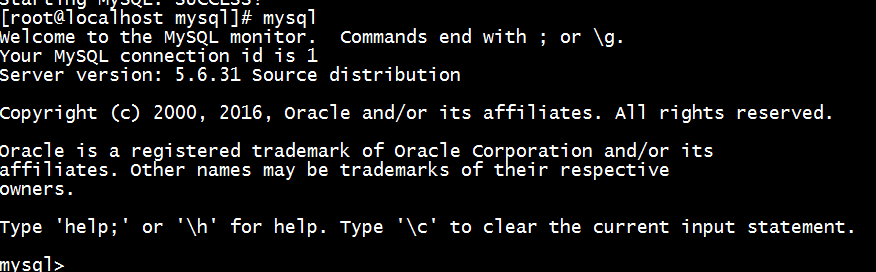 Starting MySQL. SUCCESS!
[root@localhost mysql]# mysql
Welcome to the MySQL monitor.  Commands end with ; or \g.
Your MySQL connection id is 1
Server version: 5.6.31 Source distribution
Copyright (c) 2000, 2016, Oracle and/or its affiliates. All rights reserved.
Oracle is a registered trademark of Oracle Corporation and/or its
affiliates. Other names may be trademarks of their respective
owners.
Type 'help;' or '\h' for help. Type '\c' to clear the current input statement.
mysql>